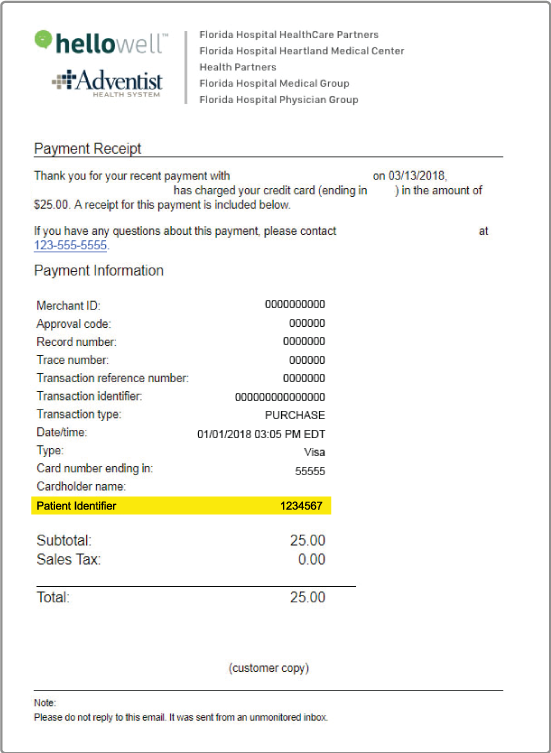 hellowell™
Adventist
HEALTH SYSTEM
Florida Hospital HealthCare Partners
Florida Hospital Heartland Medical Center
Health Partners
Florida Hospital Medical Group
Florida Hospital Physician Group
Payment Receipt
Thank you for your recent payment with on 03/13/2018,
has charged your credit card (ending in ) in the amount of
$25.00. A receipt for this payment is included below.
If you have any questions about this payment, please contact at
123-555-5555.
Payment Information
Merchant ID: 0000000000
Approval code: 000000
Record number: 0000000
Trace number: 000000
Transaction reference number: 0000000
Transaction identifier: 000000000000000
Transaction type: PURCHASE
Date/time: 01/01/2018 03:05 PM EDT
Type: Visa
Card number ending in: 55555
Cardholder name:
Patient Identifier 1234567
Subtotal: 25.00
Sales Tax: 0.00
Total: 25.00
(customer copy)
Note:
Please do not reply to this email. It was sent from an unmonitored inbox.